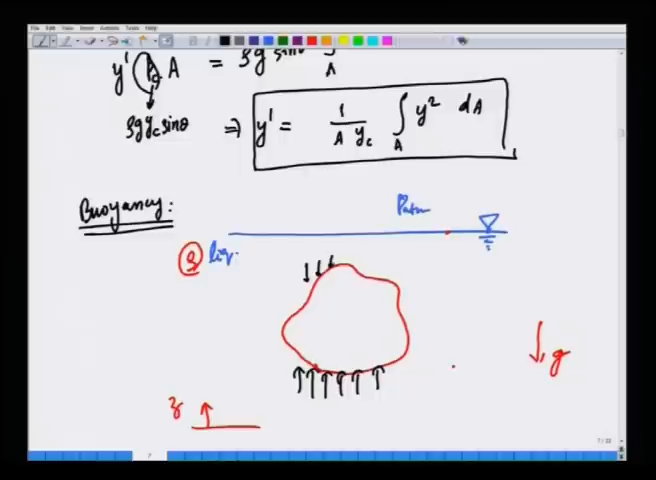 y' Pc A = ρg sinθ ∫
A
ρg yc sinθ ⇒ y' = 1 / A yc ∫ y² dA
A
Buoyancy:
Patm
ρ liq.
g
z